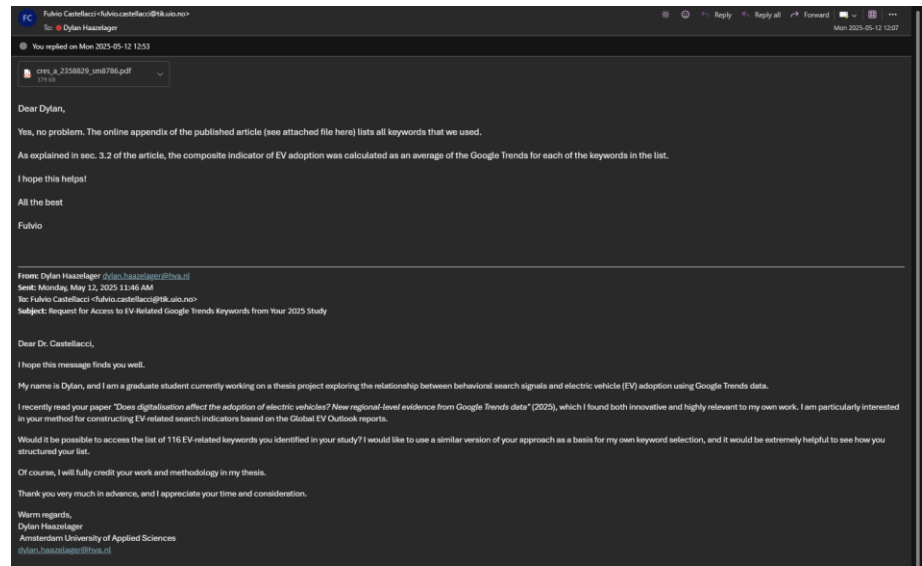 FC
Fulvio Castellacci<fulvio.castellacci@tik.uio.no>
To: Dylan Haazelager
Reply
Reply all
Forward
Mon 2025-05-12 12:07
You replied on Mon 2025-05-12 12:53
cres_a_2358829_sm8786.pdf
379 KB
Dear Dylan,
Yes, no problem. The online appendix of the published article (see attached file here) lists all keywords that we used.
As explained in sec. 3.2 of the article, the composite indicator of EV adoption was calculated as an average of the Google Trends for each of the keywords in the list.
I hope this helps!
All the best
Fulvio
From: Dylan Haazelager dylan.haazelager@hva.nl
Sent: Monday, May 12, 2025 11:46 AM
To: Fulvio Castellacci <fulvio.castellacci@tik.uio.no>
Subject: Request for Access to EV-Related Google Trends Keywords from Your 2025 Study
Dear Dr. Castellacci,
I hope this message finds you well.
My name is Dylan, and I am a graduate student currently working on a thesis project exploring the relationship between behavioral search signals and electric vehicle (EV) adoption using Google Trends data.
I recently read your paper "Does digitalisation affect the adoption of electric vehicles? New regional-level evidence from Google Trends data" (2025), which I found both innovative and highly relevant to my own work. I am particularly interested
in your method for constructing EV-related search indicators based on the Global EV Outlook reports.
Would it be possible to access the list of 116 EV-related keywords you identified in your study? I would like to use a similar version of your approach as a basis for my own keyword selection, and it would be extremely helpful to see how you
structured your list.
Of course, I will fully credit your work and methodology in my thesis.
Thank you very much in advance, and I appreciate your time and consideration.
Warm regards,
Dylan Haazelager
Amsterdam University of Applied Sciences
dylan.haazelager@hva.nl